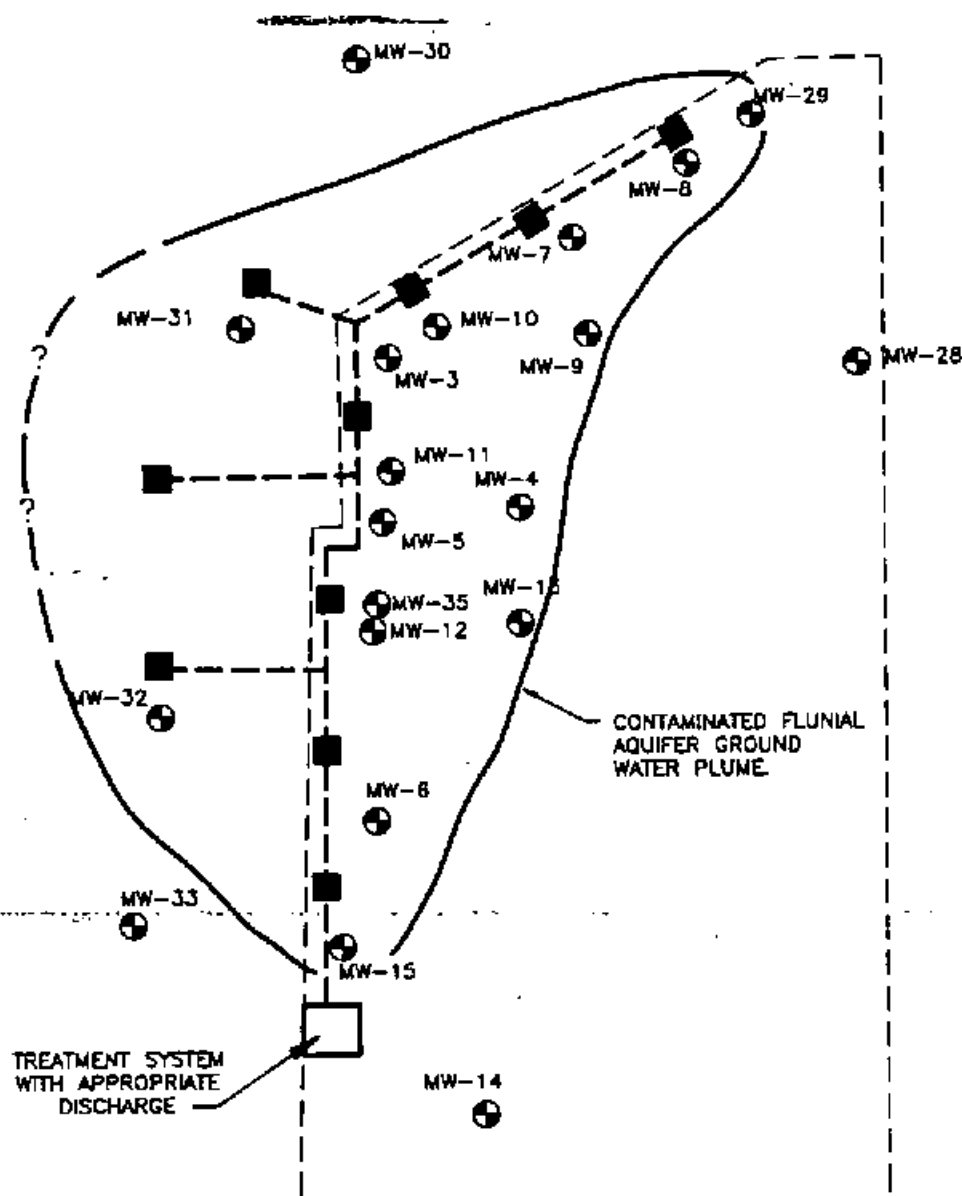 MW-30
MW-29
MW-8
MW-7
MW-31
MW-10
MW-9
MW-28
MW-3
?
MW-11
MW-4
?
MW-5
MW-35
MW-12
MW-32
CONTAMINATED FLUNIAL
AQUIFER GROUND
WATER PLUME
MW-6
MW-33
MW-15
TREATMENT SYSTEM
WITH APPROPRIATE
DISCHARGE
MW-14